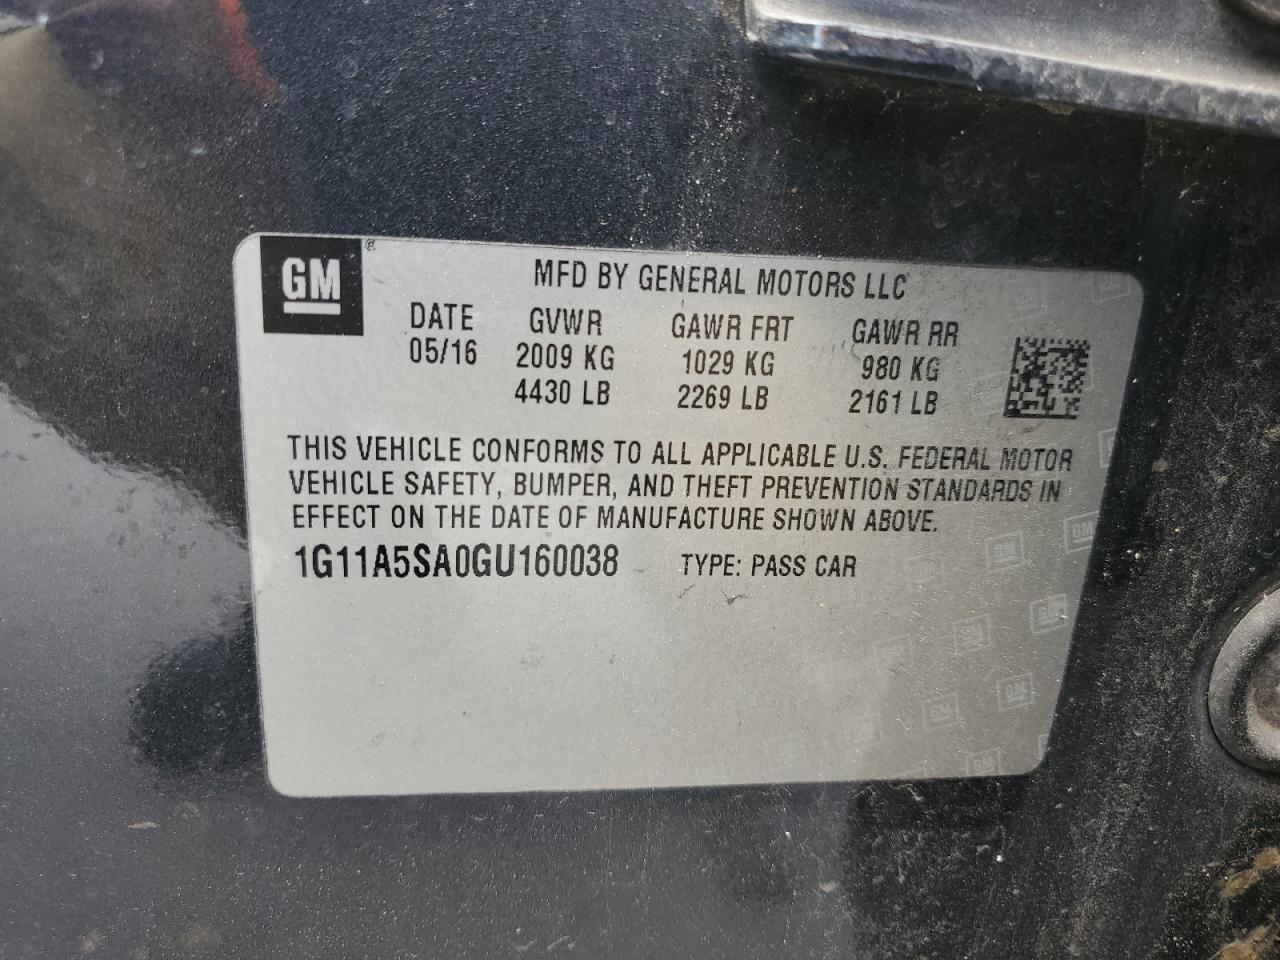 GM ®
MFD BY GENERAL MOTORS LLC
DATE GVWR GAWR FRT GAWR RR
05/16 2009 KG 1029 KG 980 KG
4430 LB 2269 LB 2161 LB
THIS VEHICLE CONFORMS TO ALL APPLICABLE U.S. FEDERAL MOTOR
VEHICLE SAFETY, BUMPER, AND THEFT PREVENTION STANDARDS IN
EFFECT ON THE DATE OF MANUFACTURE SHOWN ABOVE.
1G11A5SA0GU160038 TYPE: PASS CAR